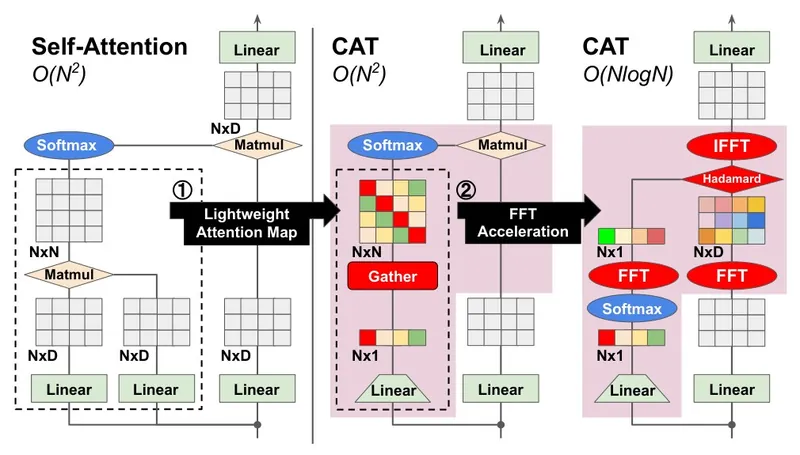 Self-Attention
O(N²)
Linear
NxD
Softmax
Matmul
NxN
Matmul
NxD
NxD
NxD
Linear
Linear
Linear
①
Lightweight
Attention Map
CAT
O(N²)
Linear
Softmax
Matmul
NxN
Gather
Nx1
Linear
Linear
②
FFT
Acceleration
CAT
O(NlogN)
Linear
IFFT
Hadamard
Nx1
NxD
FFT
FFT
Softmax
Nx1
Linear
Linear